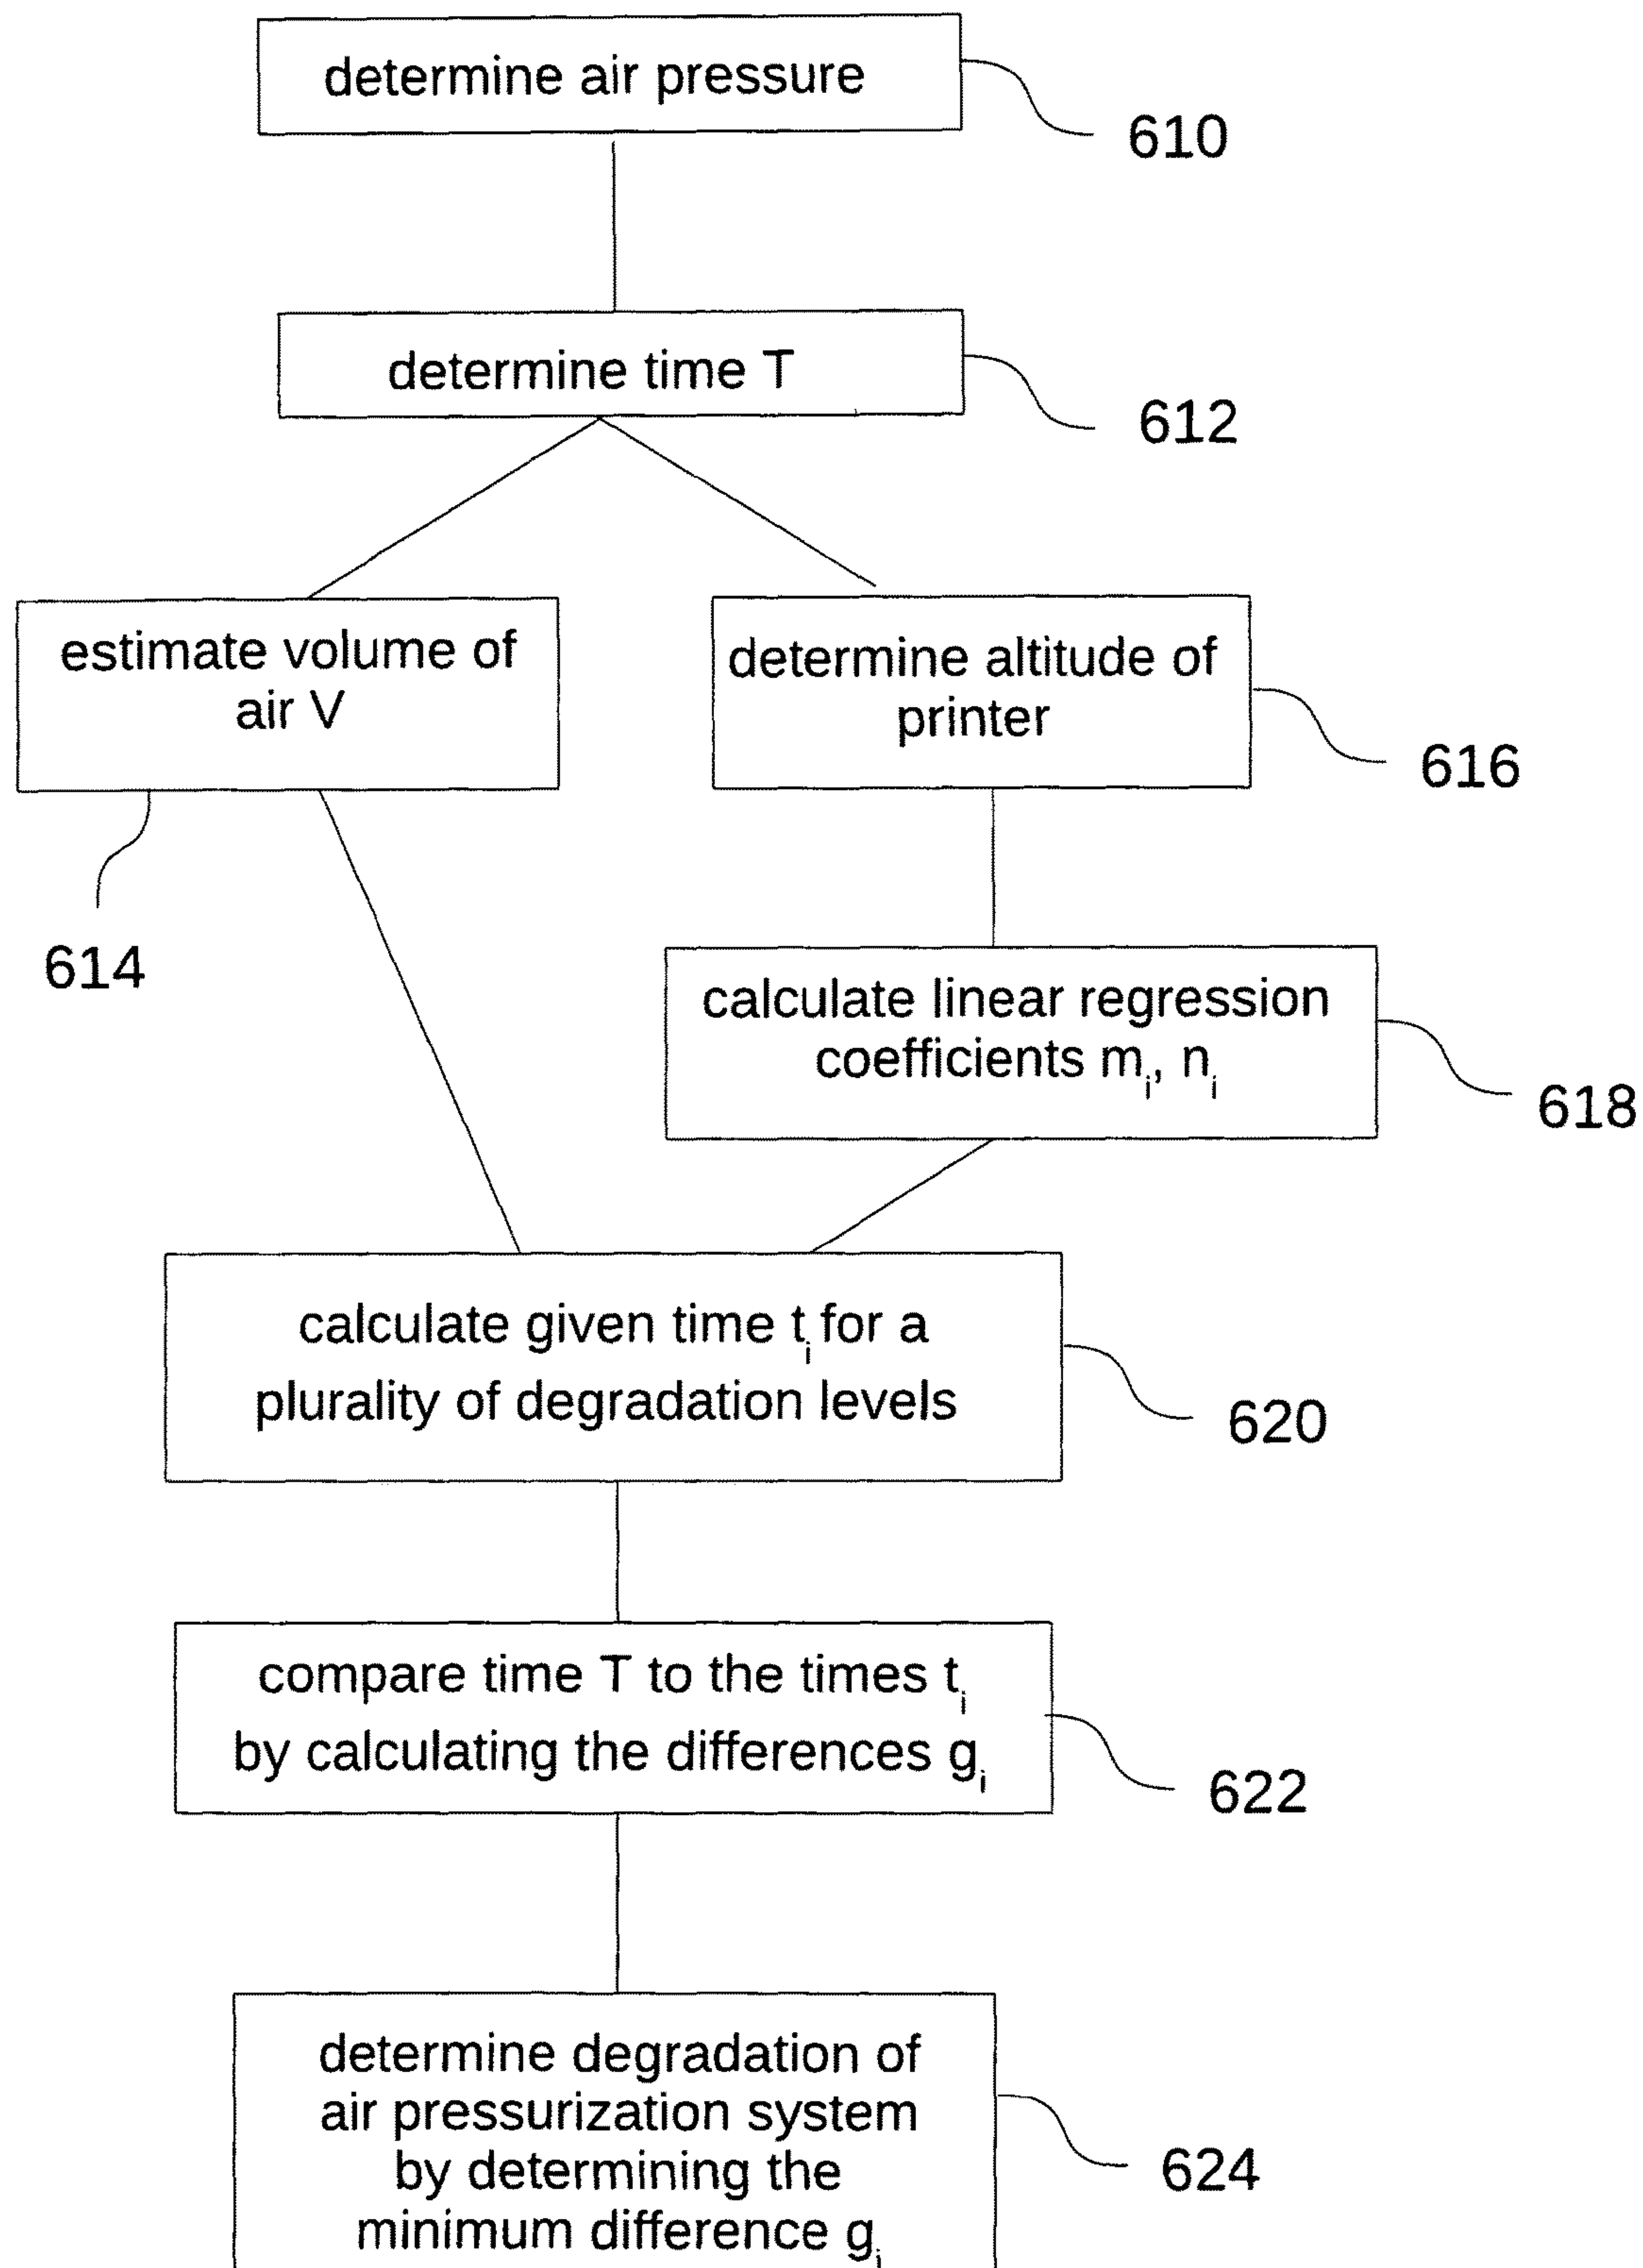 determine air pressure
610
determine time T
612
estimate volume of
air V
614
determine altitude of
printer
616
calculate linear regression
coefficients mi, ni
618
calculate given time ti for a
plurality of degradation levels
620
compare time T to the times ti
by calculating the differences gi
622
determine degradation of
air pressurization system
by determining the
minimum difference gi
624